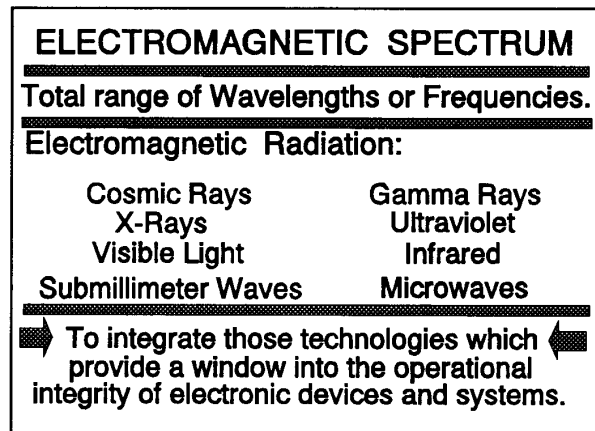 ELECTROMAGNETIC SPECTRUM
Total range of Wavelengths or Frequencies.
Electromagnetic Radiation:
Cosmic Rays Gamma Rays
X-Rays Ultraviolet
Visible Light Infrared
Submillimeter Waves Microwaves
To integrate those technologies which
provide a window into the operational
integrity of electronic devices and systems.